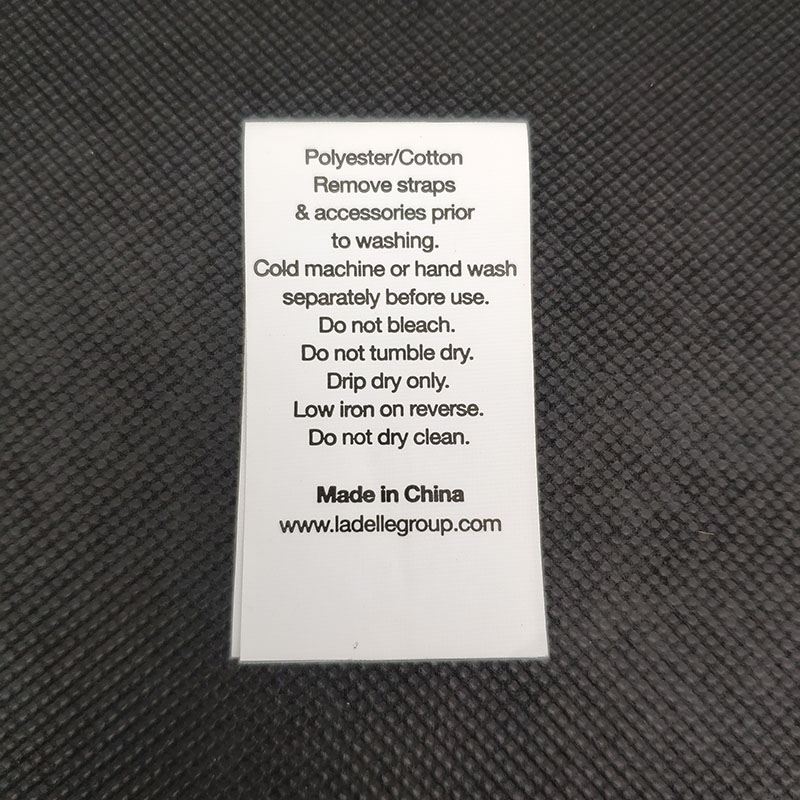 Polyester/Cotton
Remove straps
& accessories prior
to washing.
Cold machine or hand wash
separately before use.
Do not bleach.
Do not tumble dry.
Drip dry only.
Low iron on reverse.
Do not dry clean.
Made in China
www.ladellegroup.com